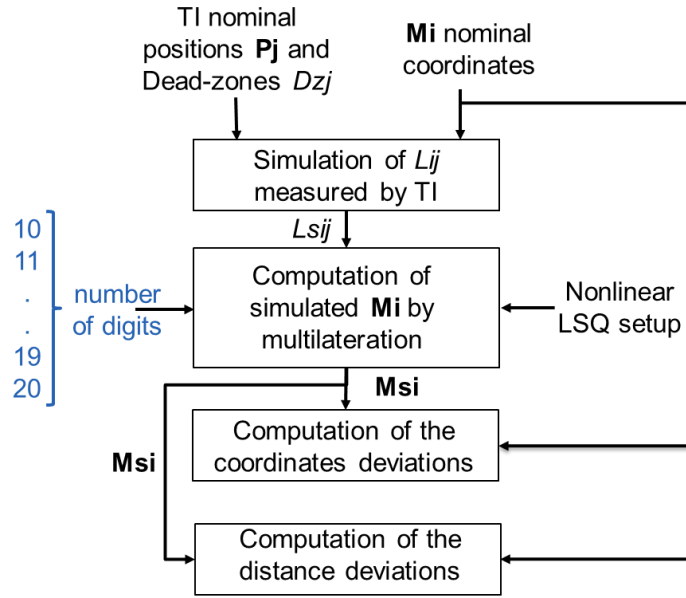 TI nominal
positions Pj and
Dead-zones Dzj
Mi nominal
coordinates
Simulation of Lij
measured by TI
Lsij
10
11
.
.
19
20
number
of digits
Computation of
simulated Mi by
multilateration
Nonlinear
LSQ setup
Msi
Computation of the
coordinates deviations
Msi
Computation of the
distance deviations